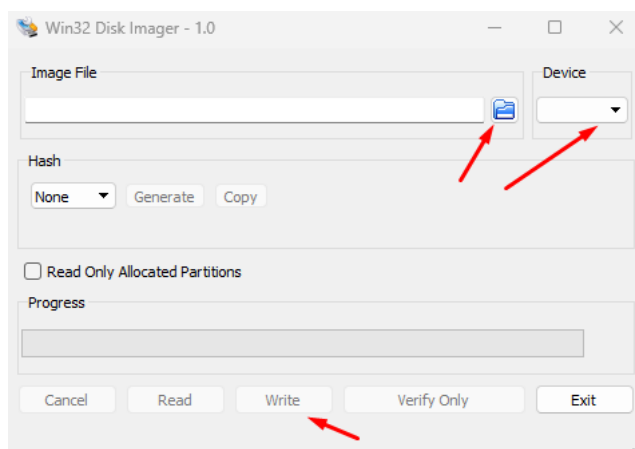 Win32 Disk Imager - 1.0
Image File
Device
Hash
None Generate Copy
Read Only Allocated Partitions
Progress
Cancel Read Write Verify Only Exit